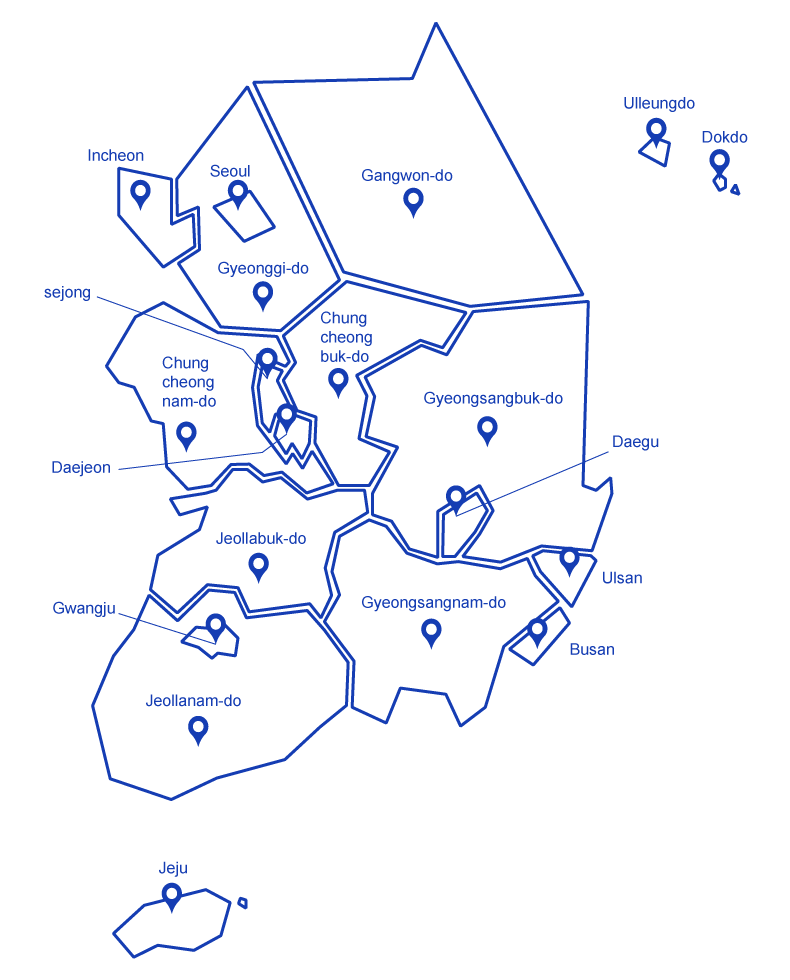 Ulleungdo
Dokdo
Incheon
Seoul
Gangwon-do
Gyeonggi-do
sejong
Chung
cheong
buk-do
Chung
cheong
nam-do
Gyeongsangbuk-do
Daegu
Daejeon
Jeollabuk-do
Ulsan
Gwangju
Gyeongsangnam-do
Busan
Jeollanam-do
Jeju